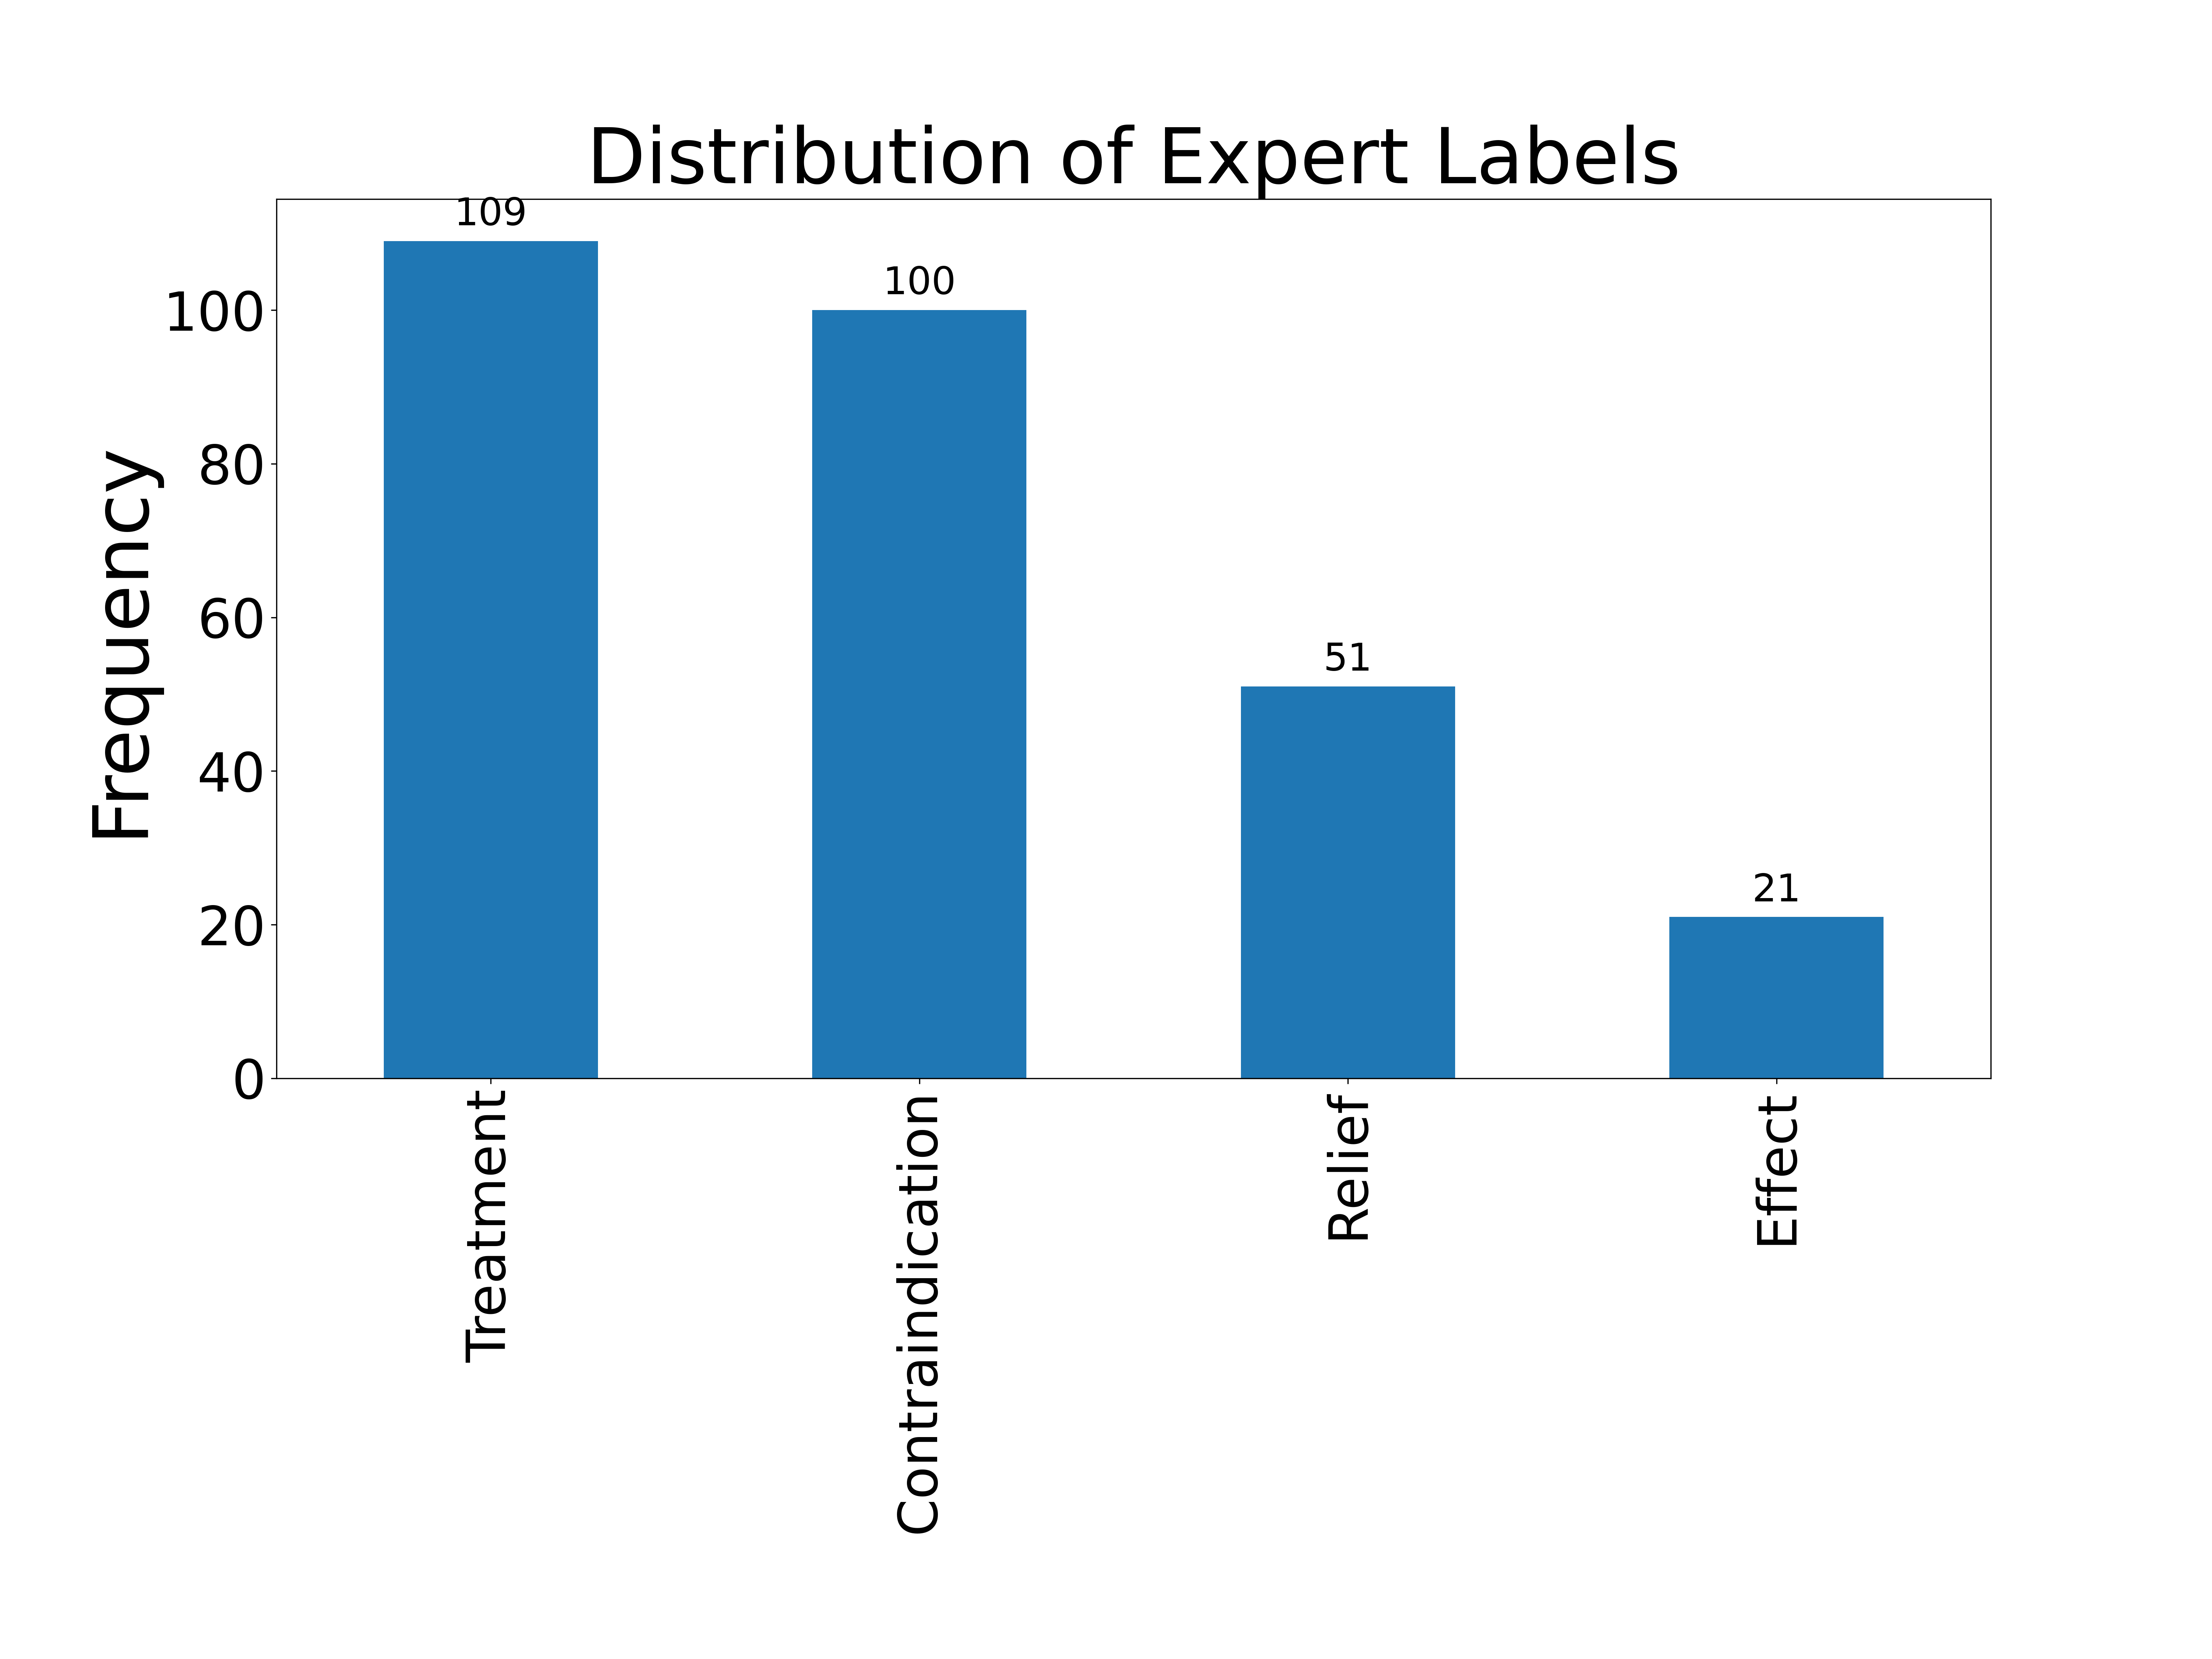 Distribution of Expert Labels
109
100
51
21
Frequency
100
80
60
40
20
0
Treatment
Contraindication
Relief
Effect